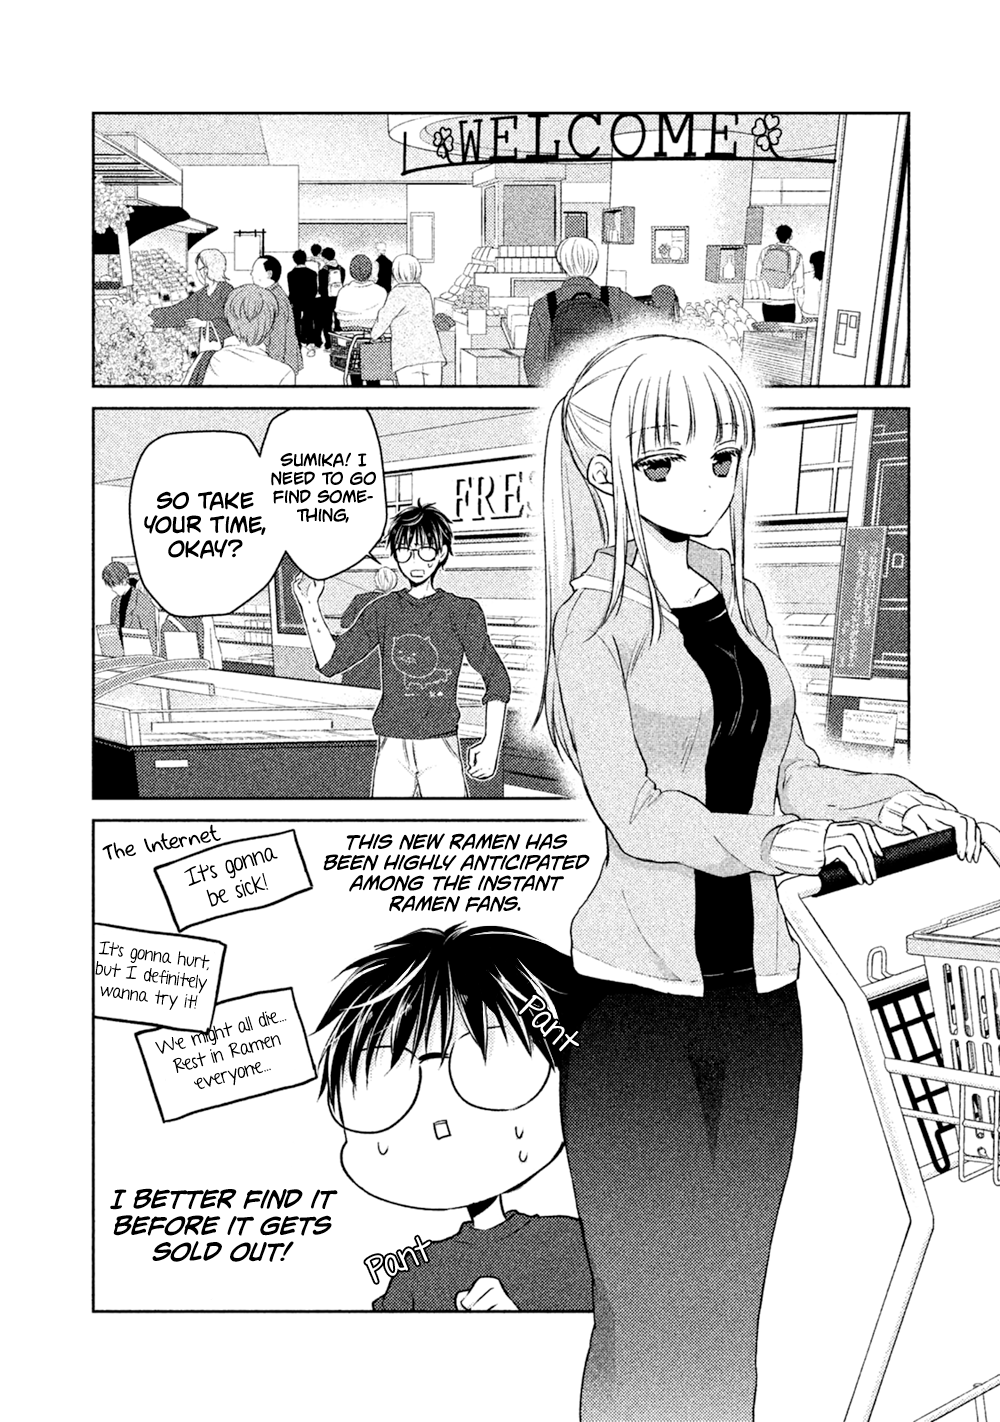 WELCOME
SUMIKA! I
NEED TO GO
FIND SOME-
THING,
SO TAKE
YOUR TIME,
OKAY?
FRES
THIS NEW RAMEN HAS
BEEN HIGHLY ANTICIPATED
AMONG THE INSTANT
RAMEN FANS.
The Internet
It's gonna
be sick!
It's gonna hurt,
but I definitely
wanna try it!
We might all die...
Rest in Ramen
everyone...
Pant
Pant
I BETTER FIND IT
BEFORE IT GETS
SOLD OUT!